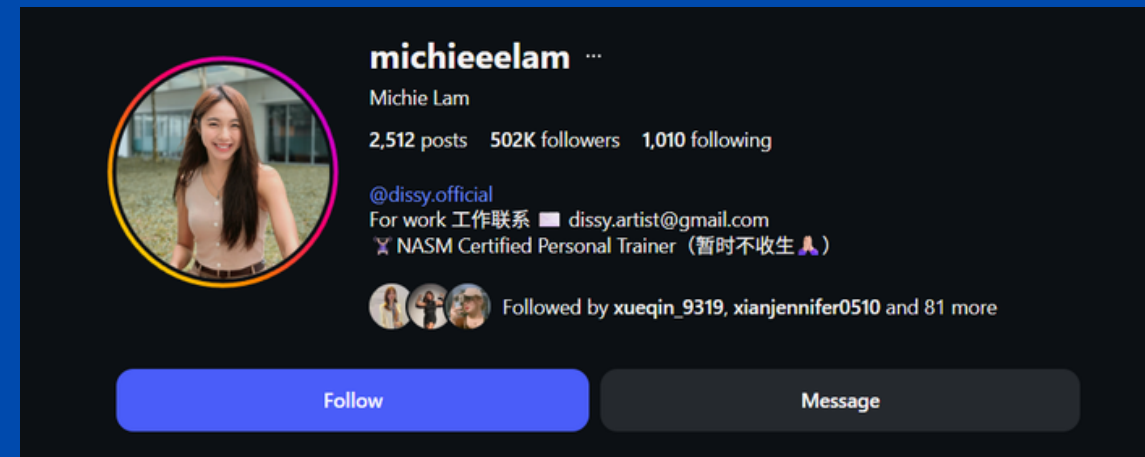 michieeelam ...
Michie Lam
2,512 posts 502K followers 1,010 following
@dissy.official
For work 工作联系 ✉️ dissy.artist@gmail.com
🏋️ NASM Certified Personal Trainer（暂时不收生🙏🏻）
Followed by xueqin_9319, xianjennifer0510 and 81 more
Follow
Message